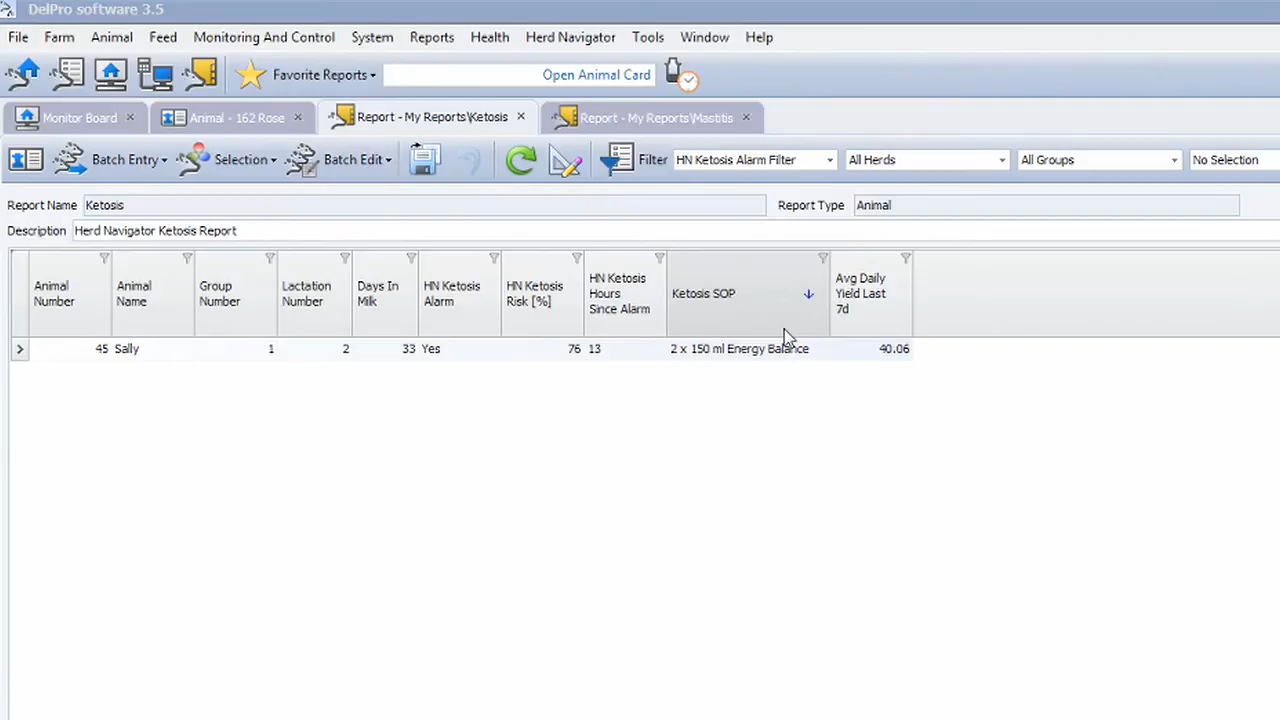 DelPro software 3.5
File Farm Animal Feed Monitoring And Control System Reports Health Herd Navigator Tools Window Help
Favorite Reports Open Animal Card
Monitor Board Animal - 162 Rose Report - My Reports\Ketosis Report - My Reports\Mastitis
Batch Entry Selection Batch Edit Filter HN Ketosis Alarm Filter All Herds All Groups No Selection
Report Name Ketosis Report Type Animal
Description Herd Navigator Ketosis Report
Animal Number Animal Name Group Number Lactation Number Days In Milk HN Ketosis Alarm HN Ketosis Risk [%] HN Ketosis Hours Since Alarm Ketosis SOP Avg Daily Yield Last 7d
45 Sally 1 2 33 Yes 76 13 2 x 150 ml Energy Balance 40.06